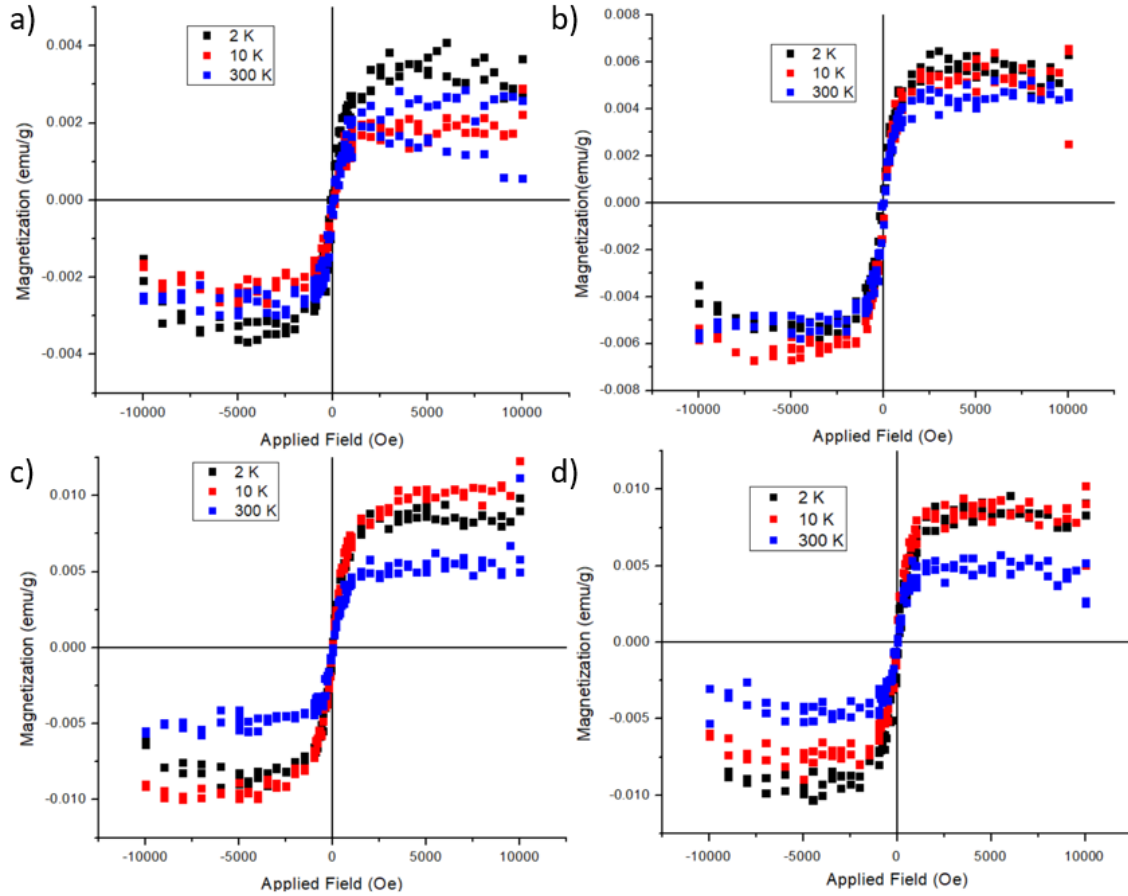 a)
2 K
10 K
300 K
0.004
0.002
0.000
-0.002
-0.004
Magnetization (emu/g)
-10000 -5000 0 5000 10000
Applied Field (Oe)
b)
2 K
10 K
300 K
0.008
0.006
0.004
0.002
0.000
-0.002
-0.004
-0.006
-0.008
Magnetization(emu/g)
-10000 -5000 0 5000 10000
Applied Field (Oe)
c)
2 K
10 K
300 K
0.010
0.005
0.000
-0.005
-0.010
Magnetization (emu/g)
-10000 -5000 0 5000 10000
Applied Field (Oe)
d)
2 K
10 K
300 K
0.010
0.005
0.000
-0.005
-0.010
Magnetization (emu/g)
-10000 -5000 0 5000 10000
Applied Field (Oe)